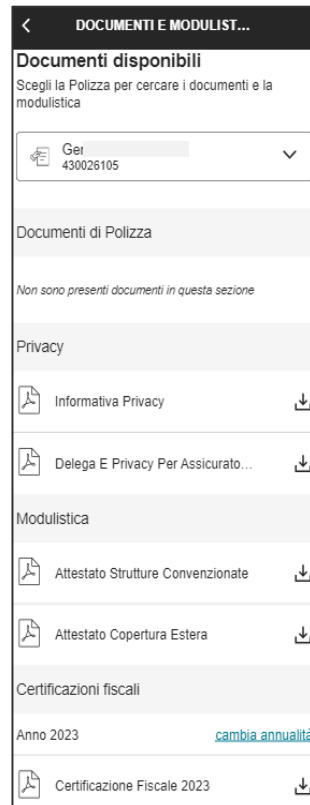 DOCUMENTI E MODULIST...
Documenti disponibili
Scegli la Polizza per cercare i documenti e la
modulistica
Ger
430026105
Documenti di Polizza
Non sono presenti documenti in questa sezione
Privacy
Informativa Privacy
Delega E Privacy Per Assicurato...
Modulistica
Attestato Strutture Convenzionate
Attestato Copertura Estera
Certificazioni fiscali
Anno 2023 cambia annualità
Certificazione Fiscale 2023